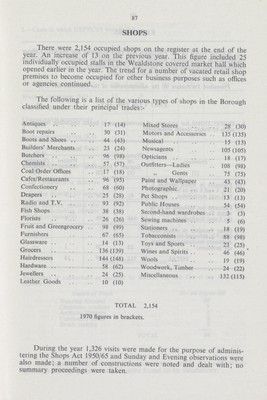 87
SHOPS
There were 2,154 occupied shops on the register at the end of the
year. An increase of 13 on the previous year. This figure included 25
individually occupied stalls in the Wealdstone covered market hall which
opened earlier in the year. The trend for a number of vacated retail shop
premises to become occupied for other business purposes such as offices
or agencies continued.
The following is a list of the various types of shops in the Borough
classified under their principal trades:-
Antiques .. .. 17 (14)
Boot repairs .. .. 30 (31)
Boots and Shoes .. .. 44 (43)
Builders' Merchants .. 23 (24)
Butchers .. .. 96 (98)
Chemists .. .. 57 (57)
Coal Order Offices .. 17 (18)
Cafes/Restaurants .. 96 (95)
Confectionery .. 68 (60)
Drapers .. .. 25 (28)
Radio and T.V. .. 93 (92)
Fish Shops .. .. 38 (39)
Florists .. .. 26 (26)
Fruit and Greengrocery .. 98 (99)
Furnishers .. .. 67 (65)
Glassware .. .. 14 (13)
Grocers .. .. 136 (139)
Hairdressers .. .. 144 (148)
Hardware .. .. 58 (62)
Jewellers .. .. 24 (25)
Leather Goods .. .. 10 (10)
Mixed Stores .. .. 28 (30)
Motors and Accessories .. 133 (135)
Musical .. .. 15 (13)
Newsagents .. .. 105 (105)
Opticians .. .. 18 (17)
Outfitters—Ladies .. 108 (98)
„ Gents .. 75 (75)
Paint and Wallpaper .. 43 (43)
Photographic .. .. 21 (20)
Pet Shops .. .. 13 (13)
Public Houses .. .. 54 (54)
Second-hand wardrobes .. 3 (3)
Sewing machines .. 5 (6)
Stationers .. .. 18 (19)
Tobacconists .. .. 88 (98)
Toys and Sports .. 25 (25)
Wines and Spirits .. .. 46 (46)
Wools .. .. 19 (19)
Woodwork, Timber .. 24 (22)
Miscellaneous .. .. 132 (115)
TOTAL 2,154
1970 figures in brackets.
During the year 1,326 visits were made for the purpose of adminis-
tering the Shops Act 1950/65 and Sunday and Evening observations were
also made; a number of contraventions were noted and dealt with; no
summary proceedings were taken.